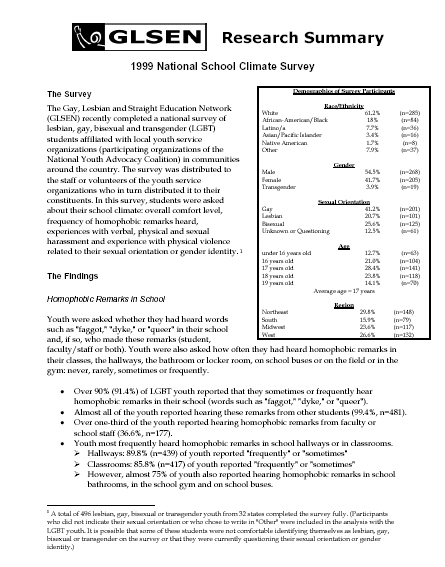 GLSEN Research Summary
1999 National School Climate Survey
The Survey
The Gay, Lesbian and Straight Education Network
(GLSEN) recently completed a national survey of
lesbian, gay, bisexual and transgender (LGBT)
students affiliated with local youth service
organizations (participating organizations of the
National Youth Advocacy Coalition) in communities
around the country. The survey was distributed to
the staff or volunteers of the youth service
organizations who in turn distributed it to their
constituents. In this survey, students were asked
about their school climate: overall comfort level,
frequency of homophobic remarks heard,
experiences with verbal, physical and sexual
harassment and experience with physical violence
related to their sexual orientation or gender identity. 1
Demographics of Survey Participants
Race/Ethnicity
White 61.2% (n=285)
African-American/Black 18% (n=84)
Latino/a 7.7% (n=36)
Asian/Pacific Islander 3.4% (n=16)
Native American 1.7% (n=8)
Other 7.9% (n=37)
Gender
Male 54.5% (n=268)
Female 41.7% (n=205)
Transgender 3.9% (n=19)
Sexual Orientation
Gay 41.2% (n=201)
Lesbian 20.7% (n=101)
Bisexual 25.6% (n=125)
Unknown or Questioning 12.5% (n=61)
Age
under 16 years old 12.7% (n=63)
16 years old 21.0% (n=104)
17 years old 28.4% (n=141)
18 years old 23.8% (n=118)
19 years old 14.1% (n=70)
Average age = 17 years
Region
Northeast 29.8% (n=148)
South 15.9% (n=79)
Midwest 23.6% (n=117)
West 26.6% (n=132)
The Findings
Homophobic Remarks in School
Youth were asked whether they had heard words
such as "faggot," "dyke," or "queer" in their school
and, if so, who made these remarks (student,
faculty/staff or both). Youth were also asked how often they had heard homophobic remarks in
their classes, the hallways, the bathroom or locker room, on school buses or on the field or in the
gym: never, rarely, sometimes or frequently.
• Over 90% (91.4%) of LGBT youth reported that they sometimes or frequently hear
homophobic remarks in their school (words such as "faggot," "dyke," or "queer").
• Almost all of the youth reported hearing these remarks from other students (99.4%, n=481).
• Over one-third of the youth reported hearing homophobic remarks from faculty or
school staff (36.6%, n=177).
• Youth most frequently heard homophobic remarks in school hallways or in classrooms.
➢ Hallways: 89.8% (n=439) of youth reported "frequently" or "sometimes"
➢ Classrooms: 85.8% (n=417) of youth reported "frequently" or "sometimes"
➢ However, almost 75% of youth also reported hearing homophobic remarks in school
bathrooms, in the school gym and on school buses.
1 A total of 496 lesbian, gay, bisexual or transgender youth from 32 states completed the survey fully. (Participants
who did not indicate their sexual orientation or who chose to write in "Other" were included in the analysis with the
LGBT youth. It is possible that some of these students were not comfortable identifying themselves as lesbian, gay,
bisexual or transgender on the survey or that they were currently questioning their sexual orientation or gender
identity.)